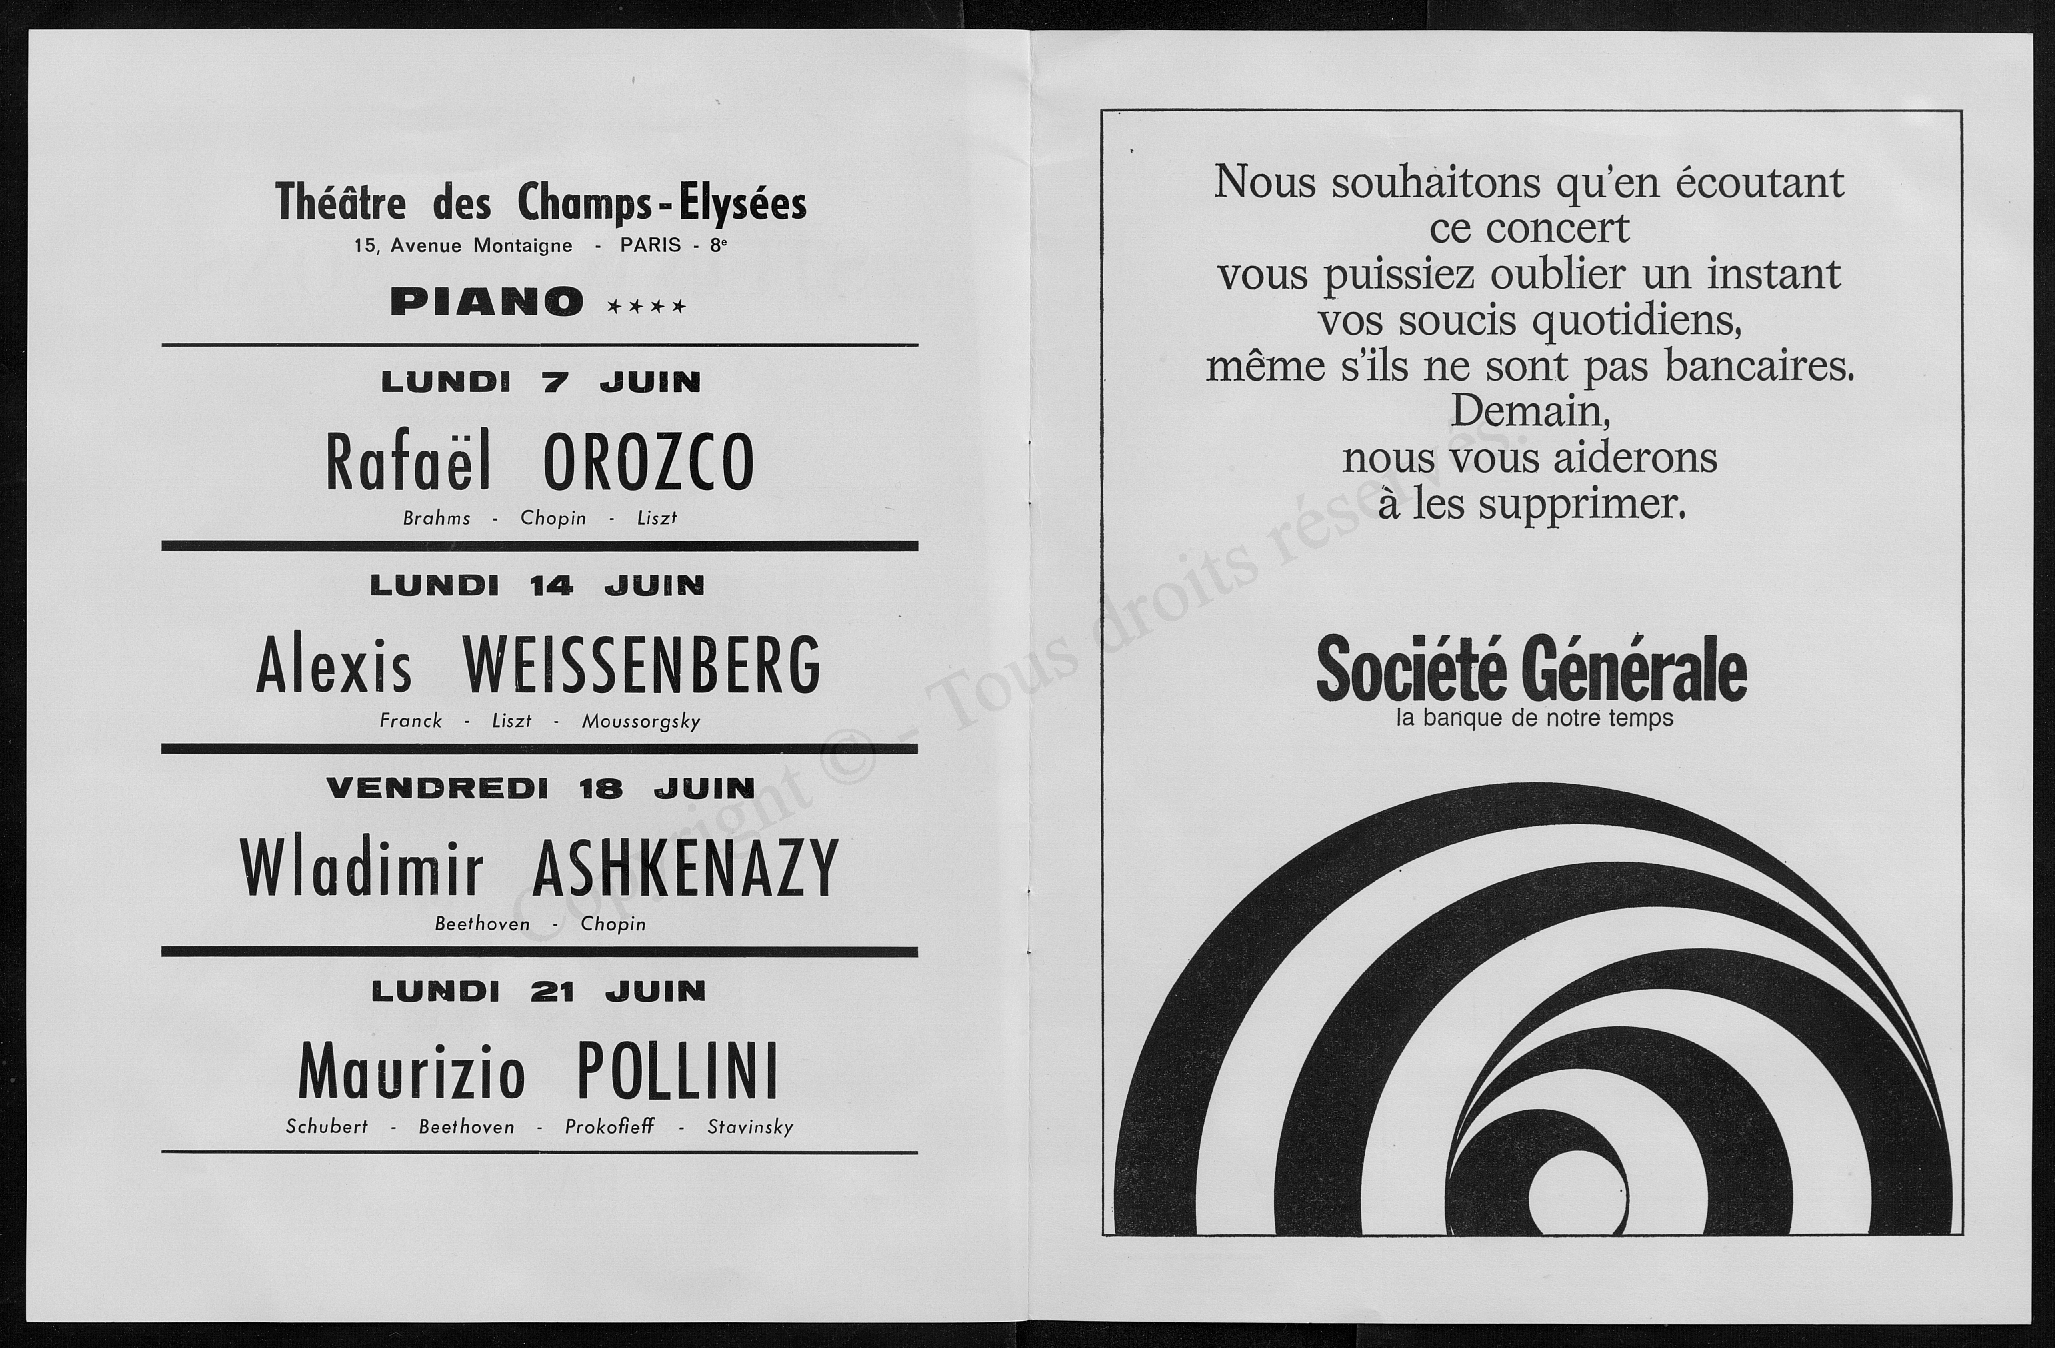 Théâtre des Champs-Elysées
15, Avenue Montaigne - PARIS - 8e
PIANO ★★★★
LUNDI 7 JUIN
Rafaël OROZCO
Brahms - Chopin - Liszt
LUNDI 14 JUIN
Alexis WEISSENBERG
Franck - Liszt - Moussorgsky
VENDREDI 18 JUIN
Wladimir ASHKENAZY
Beethoven - Chopin
LUNDI 21 JUIN
Maurizio POLLINI
Schubert - Beethoven - Prokofieff - Stavinsky
Nous souhaitons qu'en écoutant
ce concert
vous puissiez oublier un instant
vos soucis quotidiens,
même s'ils ne sont pas bancaires.
Demain,
nous vous aiderons
à les supprimer.
Société Générale
la banque de notre temps
Copyright © - Tous droits réservés.